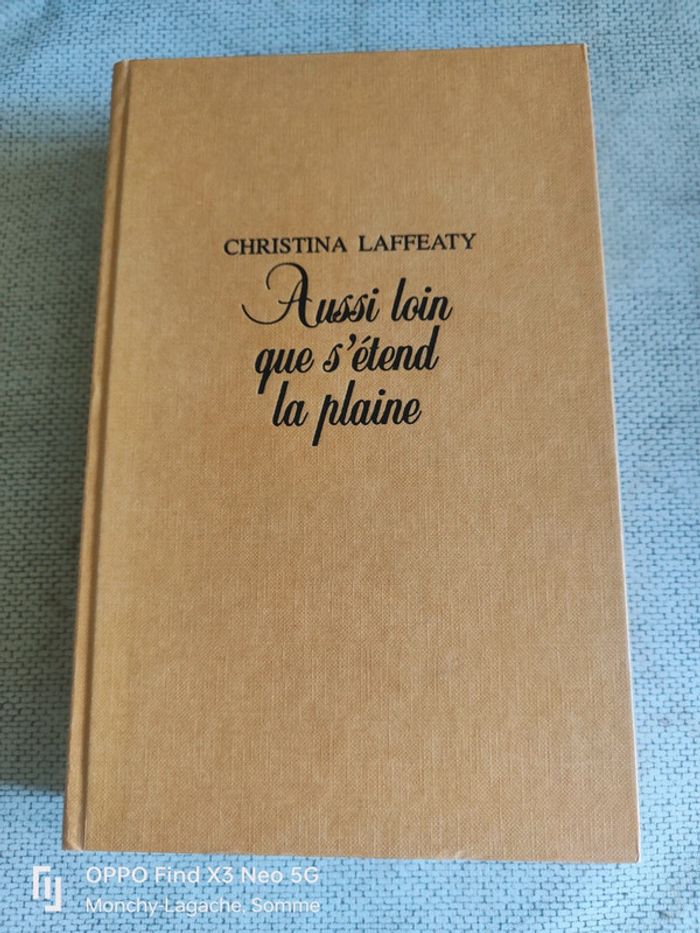 CHRISTINA LAFFEATY
Aussi loin
que s'étend
la plaine
OPPO Find X3 Neo 5G
Monchy-Lagache, Somme